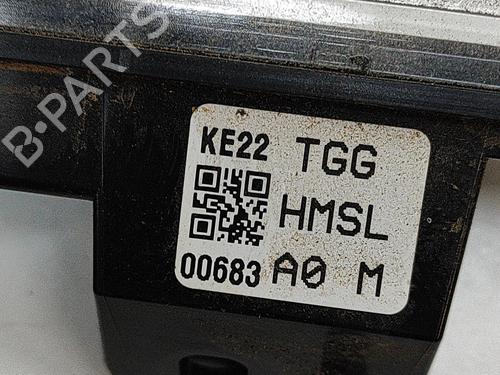 B-PARTS
KE22 TGG
HMSL
00683 A0 M